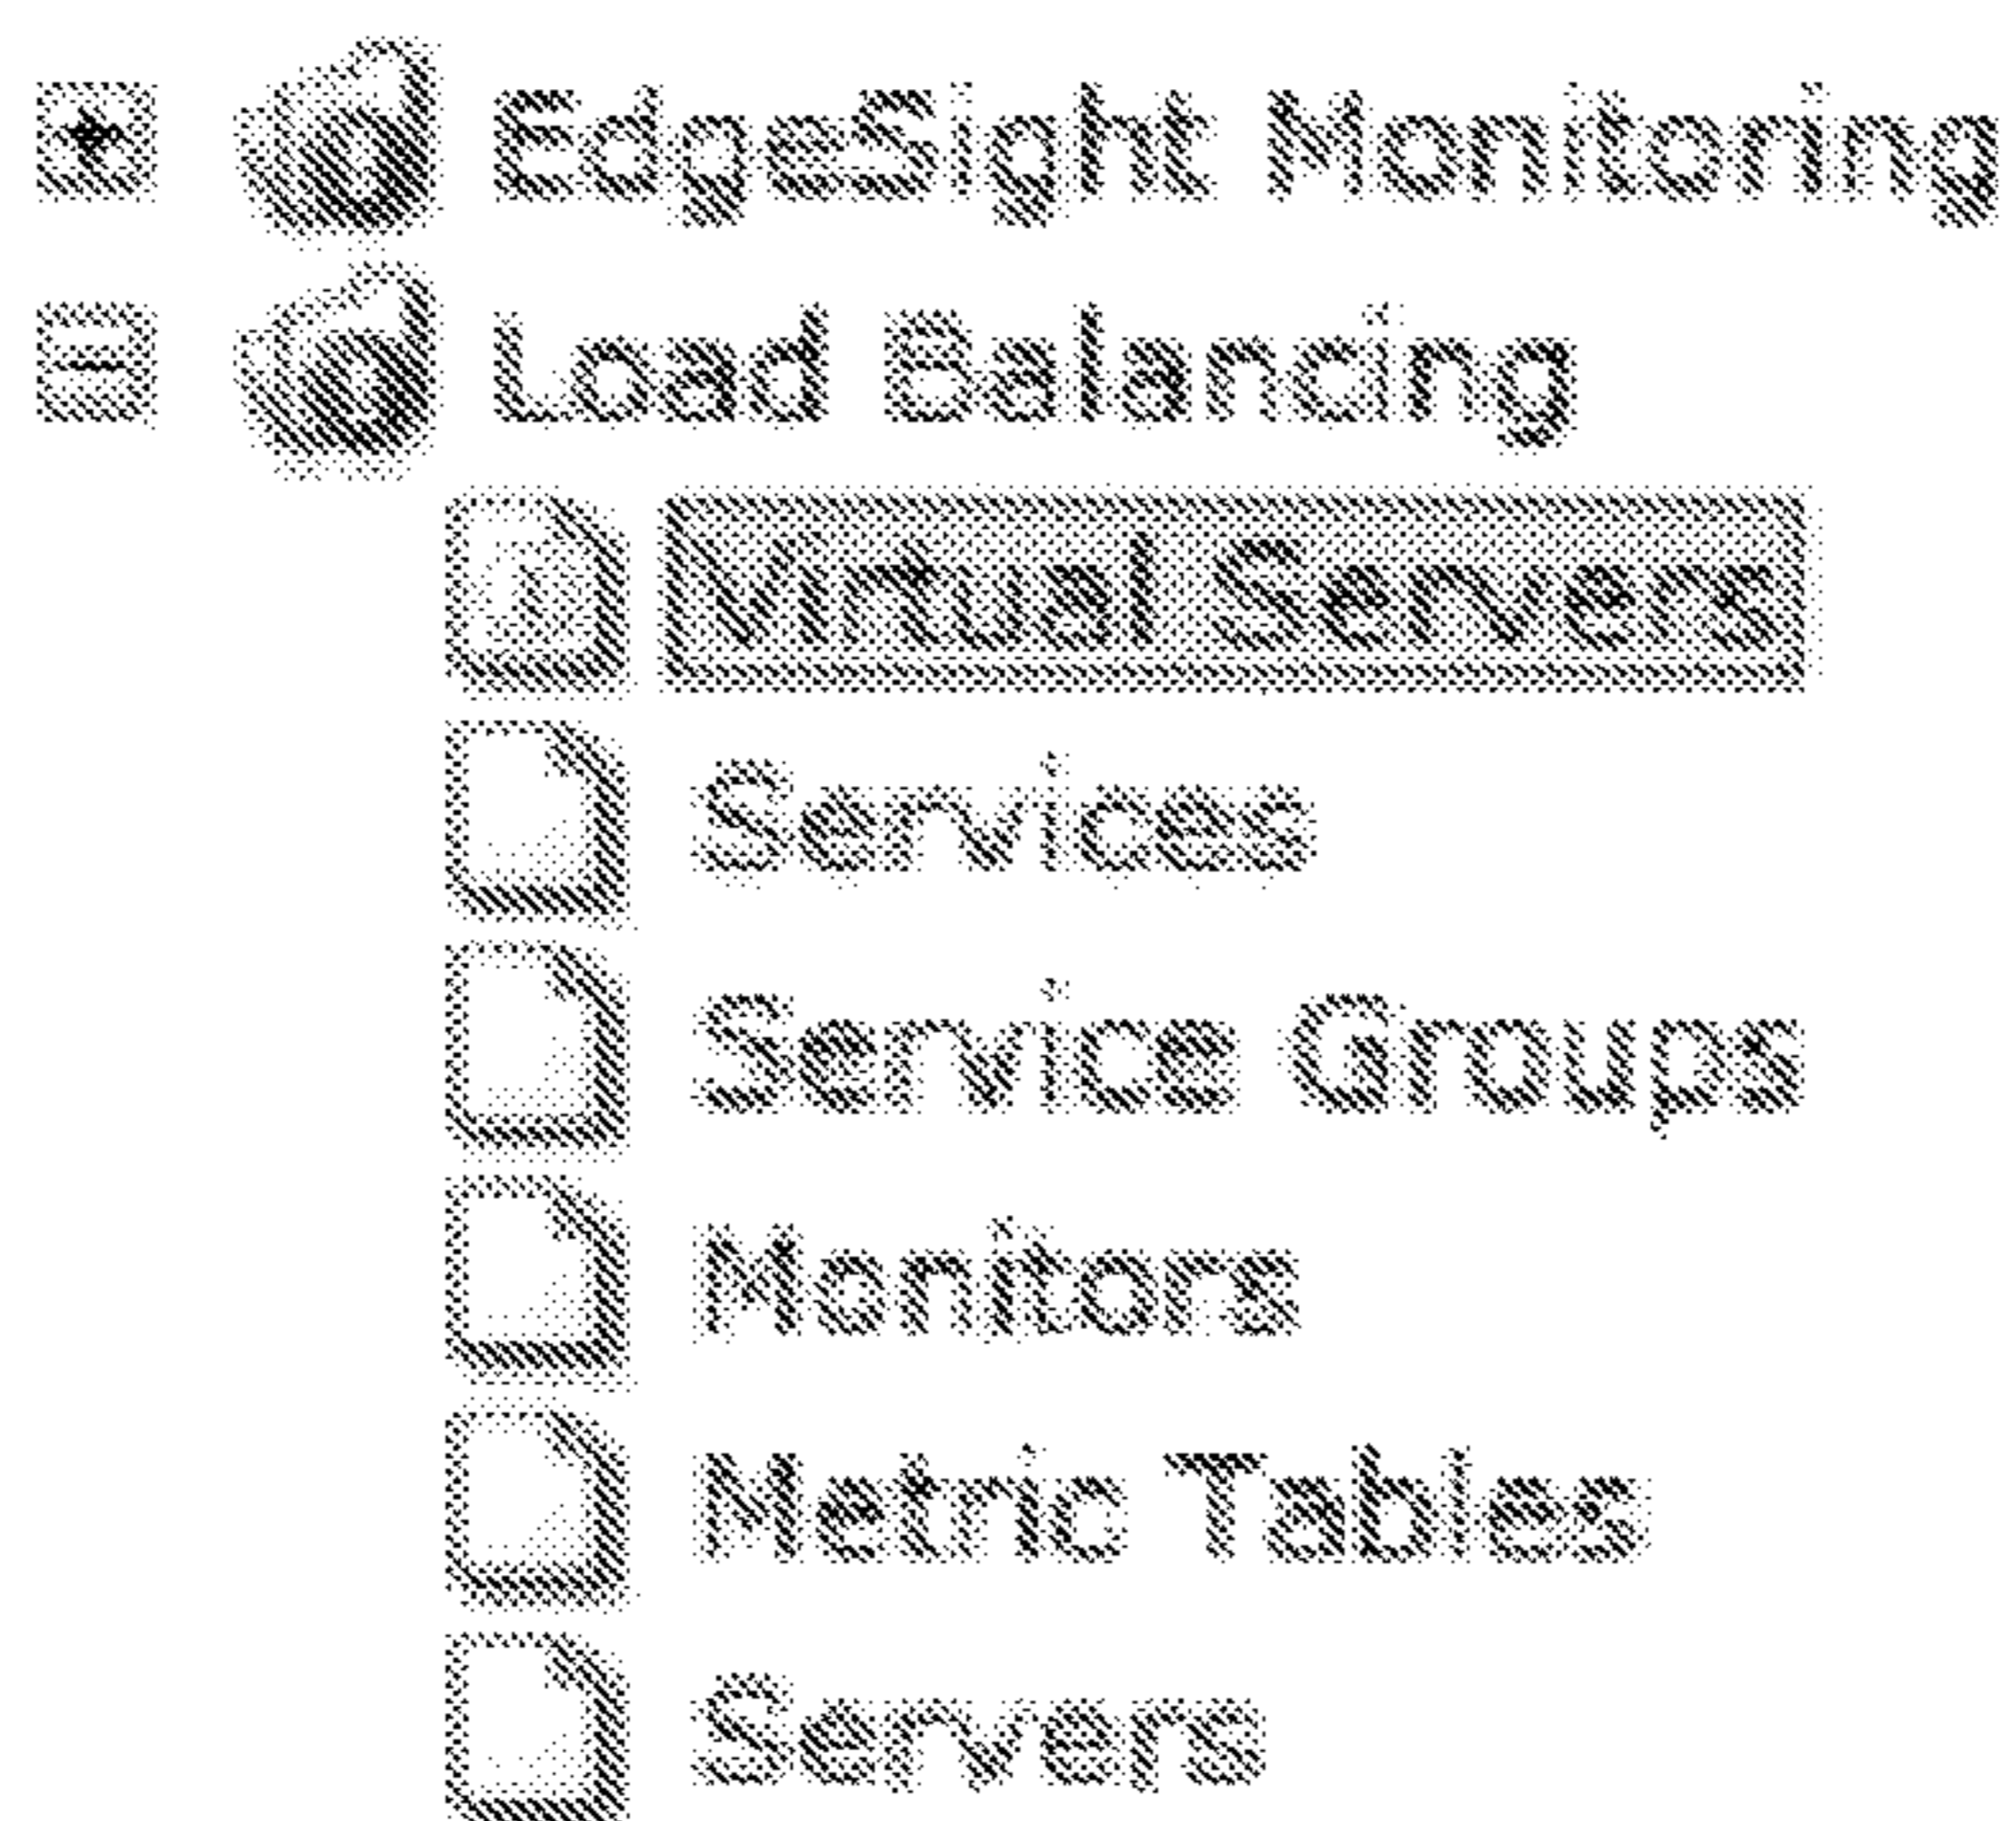 EdgeSight Monitoring
Load Balancing
Virtual Servers
Services
Service Groups
Monitors
Metric Tables
Servers